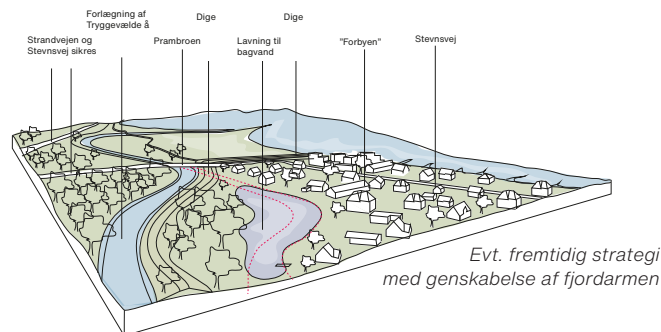 Forlægning af
Tryggevælde å
Strandvejen og
Stevnsvej sikres
Prambroen
Dige
Lavning til
bagvand
Dige
"Forbyen"
Stevnsvej
Evt. fremtidig strategi
med genskabelse af fjordarmen